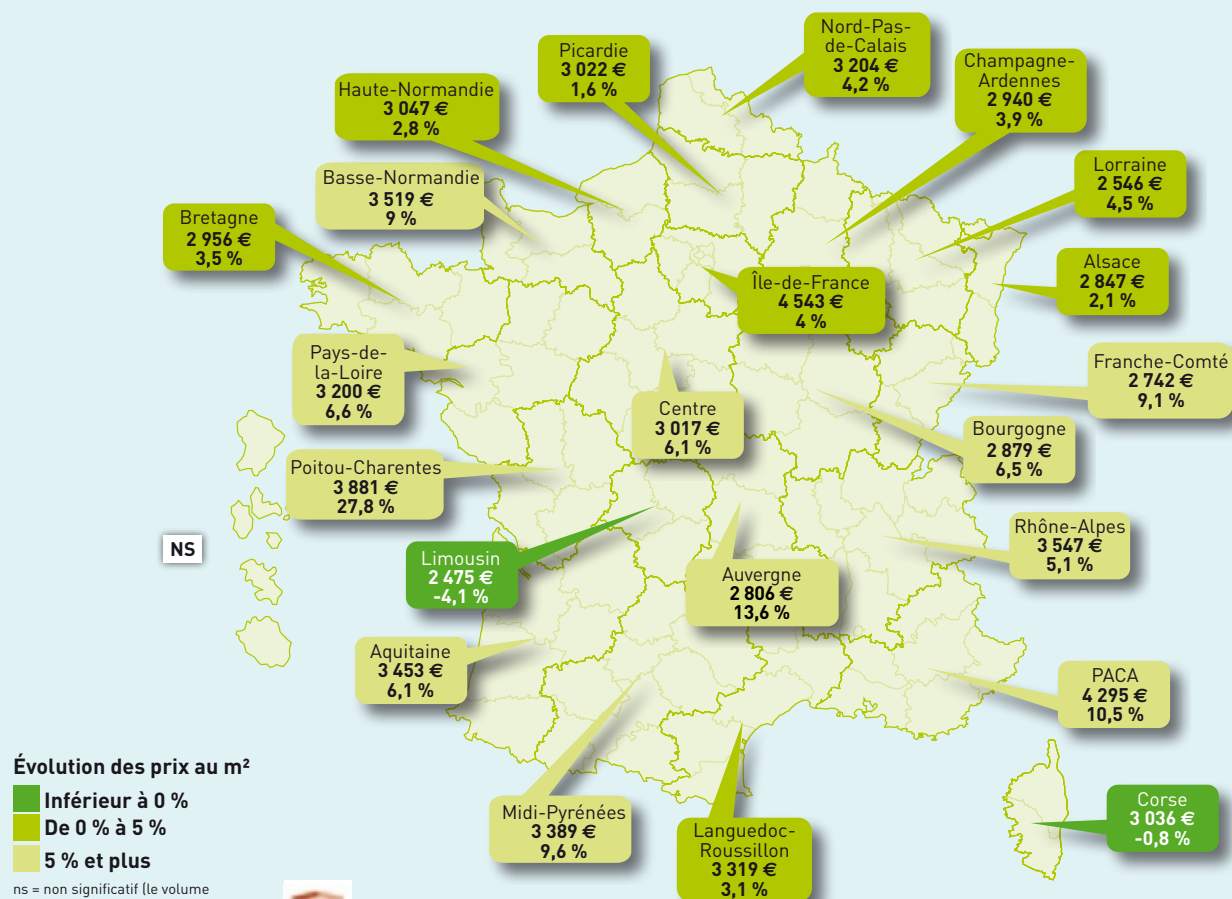 Nord-Pas-
de-Calais
3 204 €
4,2 %
Picardie
3 022 €
1,6 %
Champagne-
Ardennes
2 940 €
3,9 %
Haute-Normandie
3 047 €
2,8 %
Lorraine
2 546 €
4,5 %
Basse-Normandie
3 519 €
9 %
Bretagne
2 956 €
3,5 %
Alsace
2 847 €
2,1 %
Île-de-France
4 543 €
4 %
Pays-de-
la-Loire
3 200 €
6,6 %
Franche-Comté
2 742 €
9,1 %
Centre
3 017 €
6,1 %
Bourgogne
2 879 €
6,5 %
Poitou-Charentes
3 881 €
27,8 %
Rhône-Alpes
3 547 €
5,1 %
NS
Limousin
2 475 €
-4,1 %
Auvergne
2 806 €
13,6 %
Aquitaine
3 453 €
6,1 %
PACA
4 295 €
10,5 %
Midi-Pyrénées
3 389 €
9,6 %
Languedoc-
Roussillon
3 319 €
3,1 %
Corse
3 036 €
-0,8 %
Évolution des prix au m²
Inférieur à 0 %
De 0 % à 5 %
5 % et plus
ns = non significatif (le volume